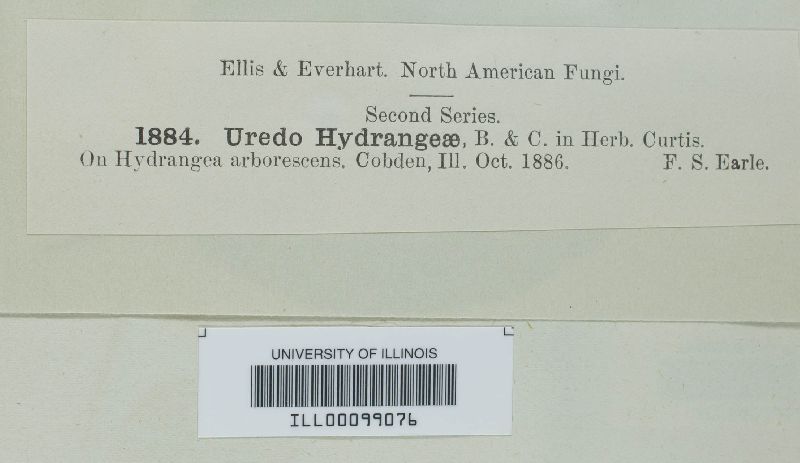 Ellis & Everhart. North American Fungi.
Second Series.
1884. Uredo Hydrangeæ, B. & C. in Herb. Curtis.
On Hydrangea arborescens. Cobden, Ill. Oct. 1886. F. S. Earle.
UNIVERSITY OF ILLINOIS
ILL00099076